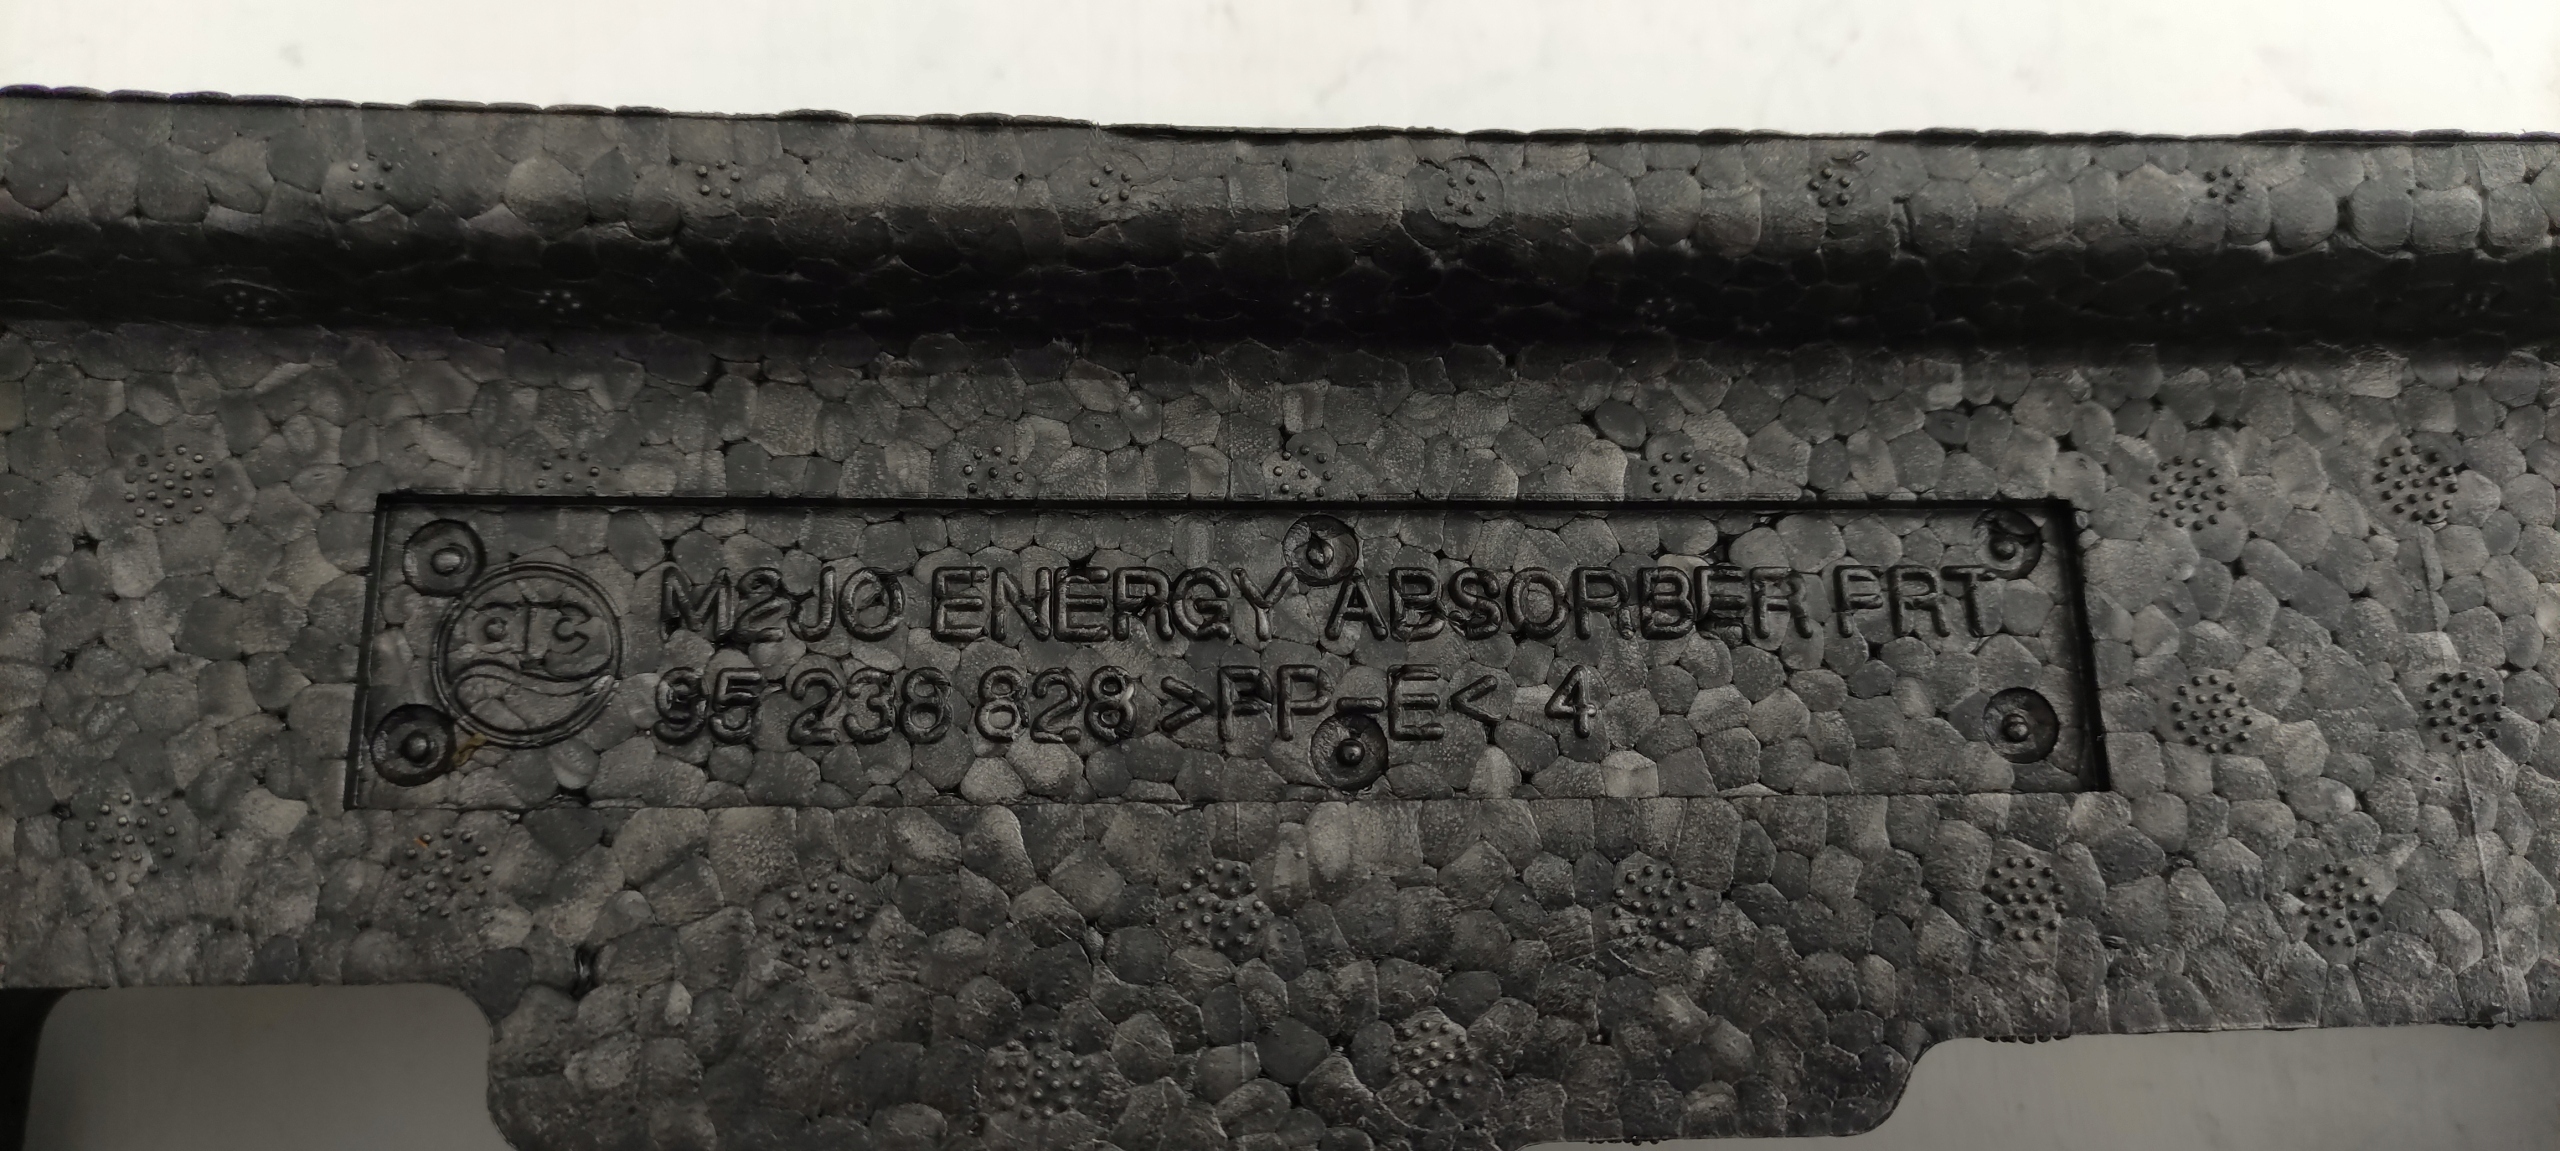 M2JO ENERGY ABSORBER FRT
95 238 828 >PP-E< 4